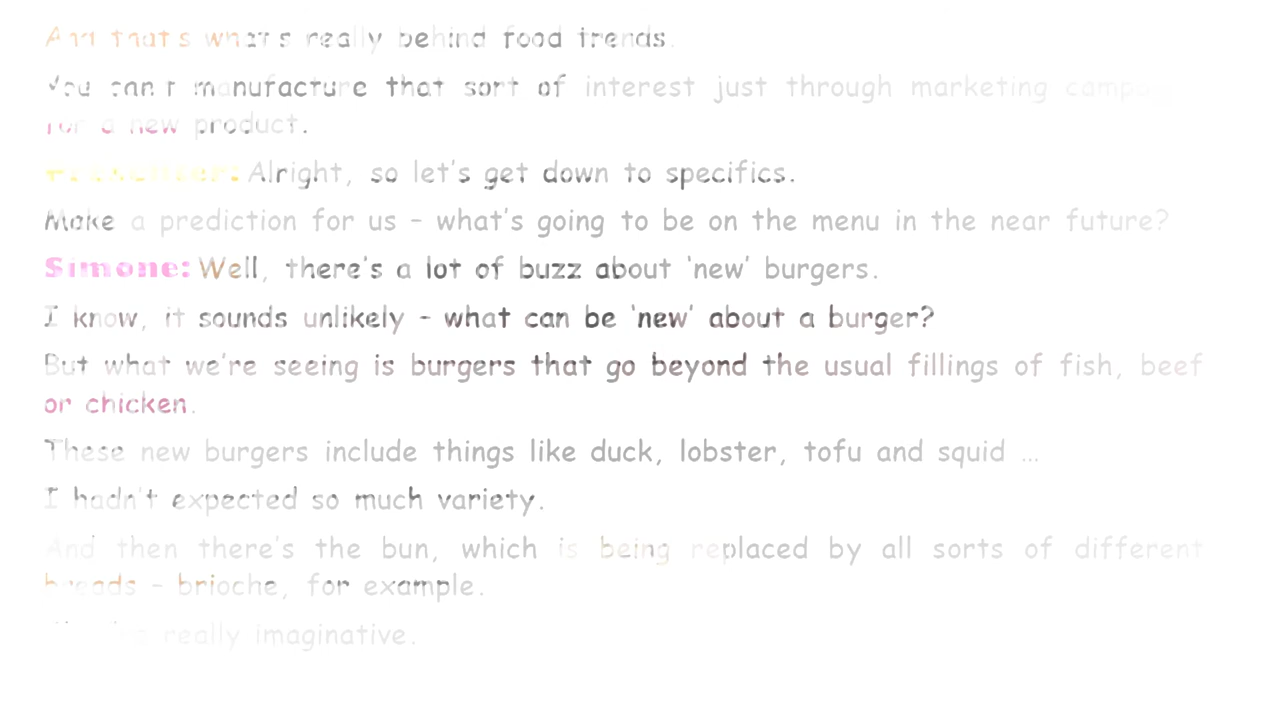 And that's what's really behind food trends.
You can't manufacture that sort of interest just through marketing campaigns
for a new product.
Alright, so let's get down to specifics.
Make a prediction for us – what's going to be on the menu in the near future?
Simone: Well, there's a lot of buzz about 'new' burgers.
I know, it sounds unlikely – what can be 'new' about a burger?
But what we're seeing is burgers that go beyond the usual fillings of fish, beef
or chicken.
These new burgers include things like duck, lobster, tofu and squid ...
I hadn't expected so much variety.
And then there's the bun, which is being replaced by all sorts of different
breads – brioche, for example.
really imaginative.